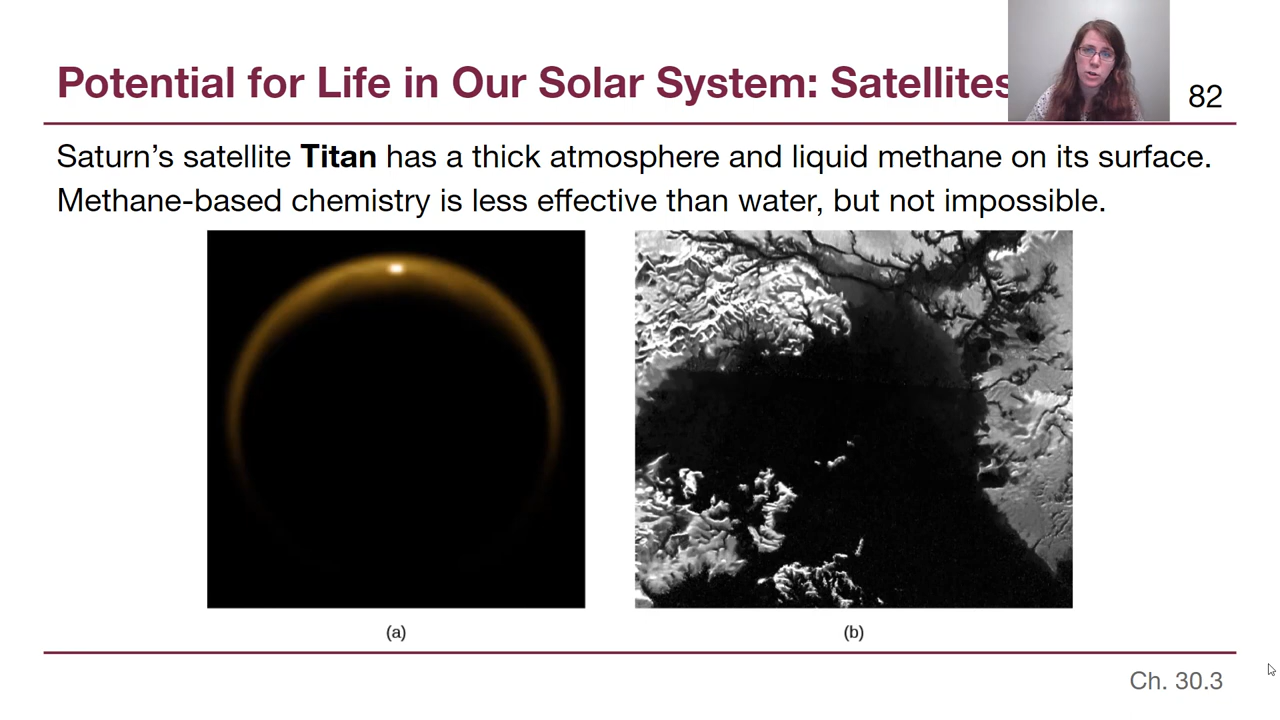 Potential for Life in Our Solar System: Satellites
82
Saturn’s satellite Titan has a thick atmosphere and liquid methane on its surface.
Methane-based chemistry is less effective than water, but not impossible.
(a)
(b)
Ch. 30.3